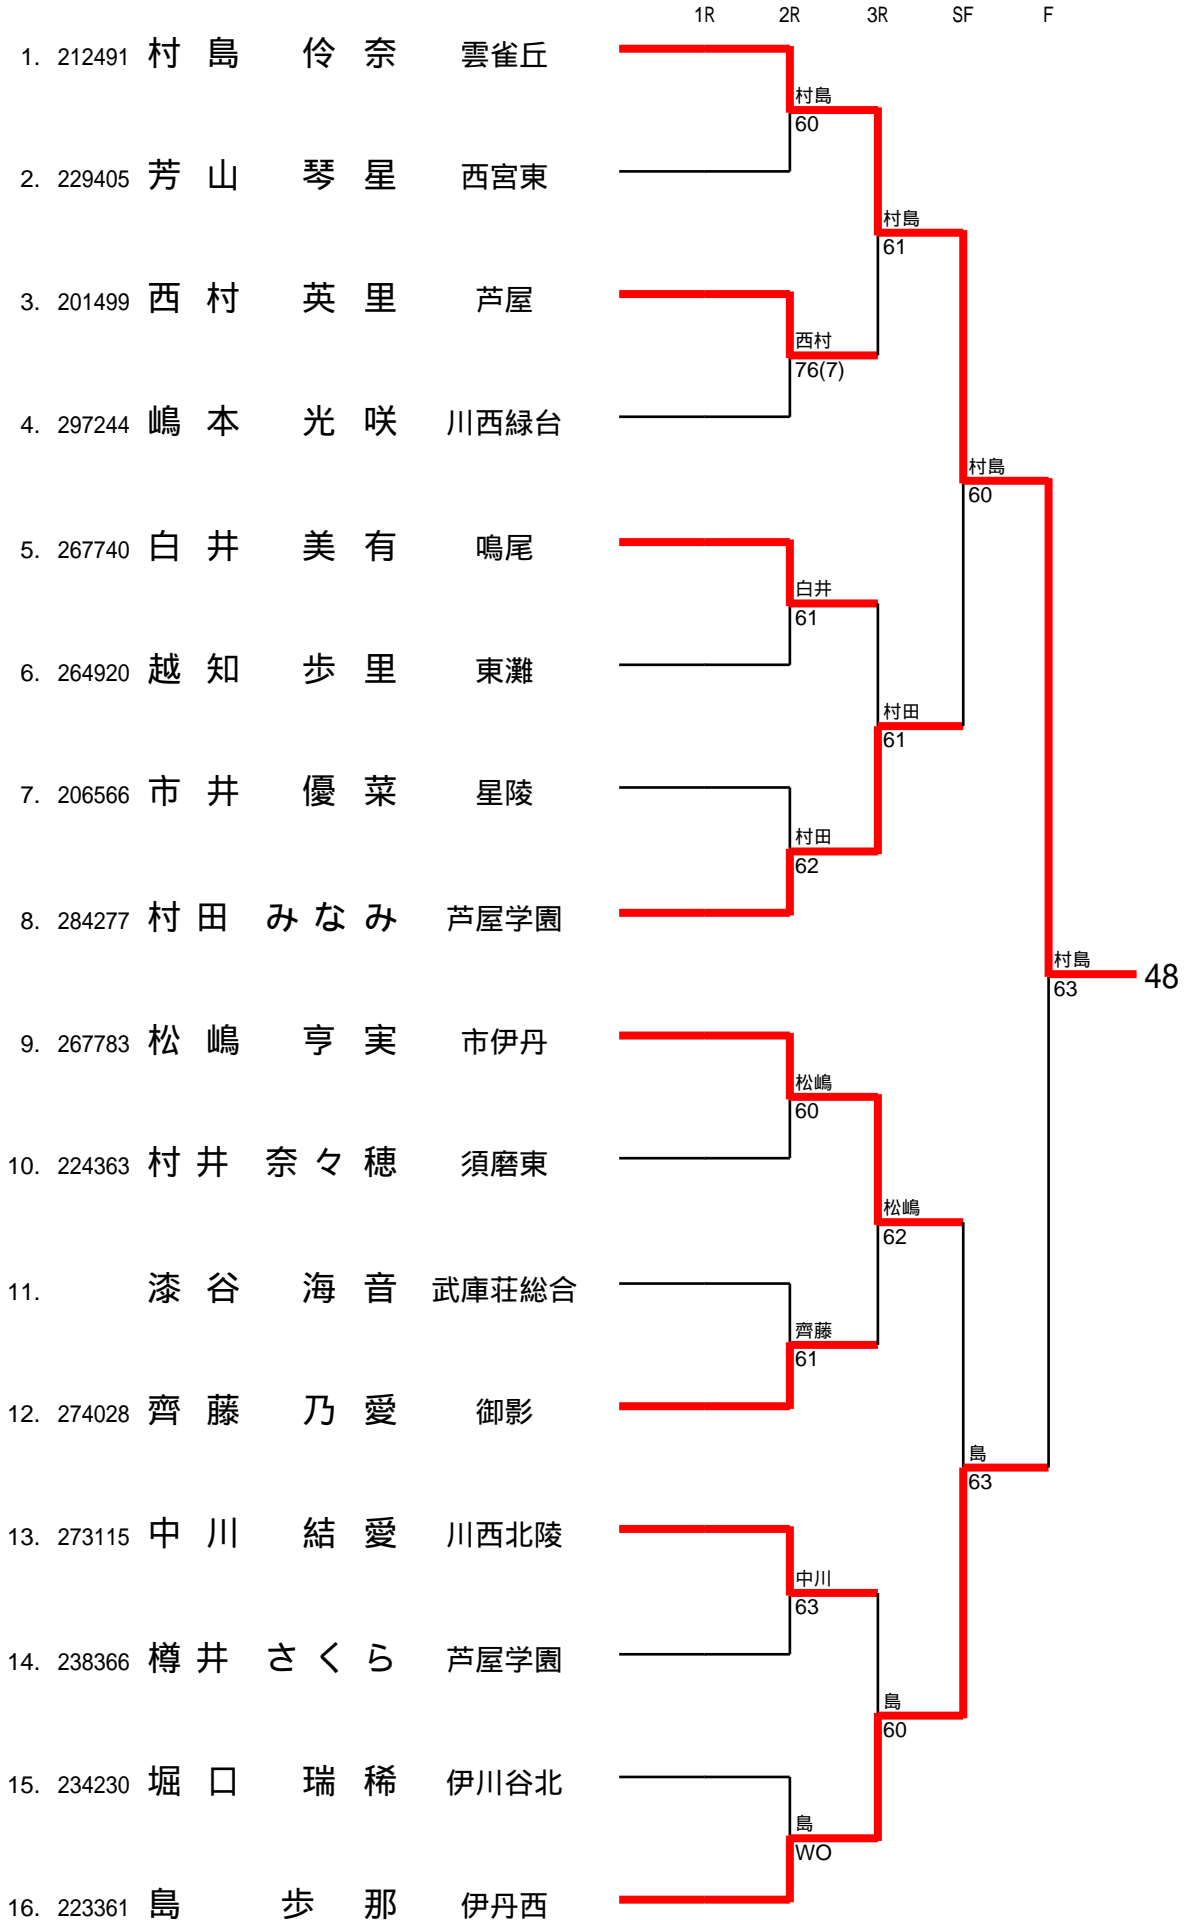 1R 2R 3R SF F
1. 212491 村島 伶奈 雲雀丘
村島
60
2. 229405 芳山 琴星 西宮東
村島
61
3. 201499 西村 英里 芦屋
西村
76(7)
4. 297244 嶋本 光咲 川西緑台
村島
60
5. 267740 白井 美有 鳴尾
白井
61
6. 264920 越知 歩里 東灘
村田
61
7. 206566 市井 優菜 星陵
村田
62
8. 284277 村田 みなみ 芦屋学園
村島
63
48
9. 267783 松嶋 亨実 市伊丹
松嶋
60
10. 224363 村井 奈々穂 須磨東
松嶋
62
11. 漆谷 海音 武庫荘総合
齊藤
61
12. 274028 齊藤 乃愛 御影
島
63
13. 273115 中川 結愛 川西北陵
中川
63
14. 238366 樽井 さくら 芦屋学園
島
60
15. 234230 堀口 瑞稀 伊川谷北
島
WO
16. 223361 島 歩那 伊丹西